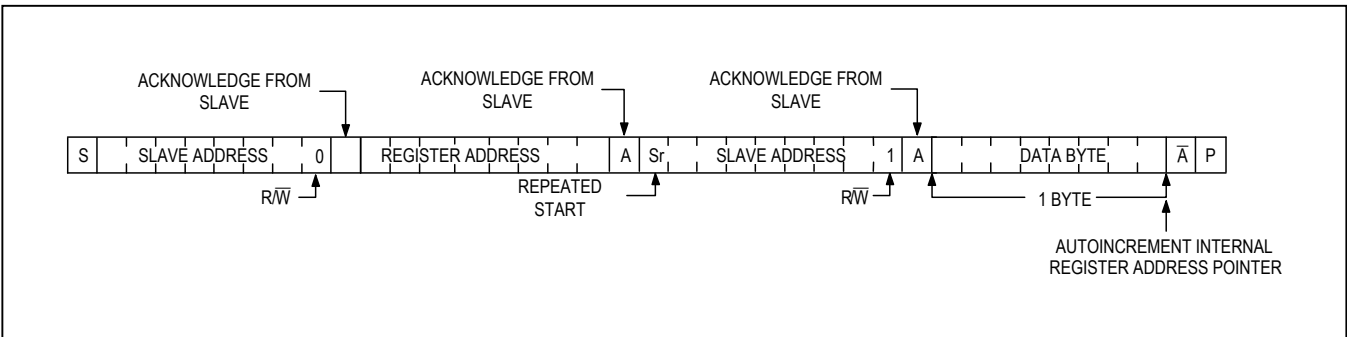 ACKNOWLEDGE FROM
SLAVE
ACKNOWLEDGE FROM
SLAVE
ACKNOWLEDGE FROM
SLAVE
S SLAVE ADDRESS 0 REGISTER ADDRESS A Sr SLAVE ADDRESS 1 A DATA BYTE A̅ P
R/W̅
REPEATED
START
R/W̅
1 BYTE
AUTOINCREMENT INTERNAL
REGISTER ADDRESS POINTER